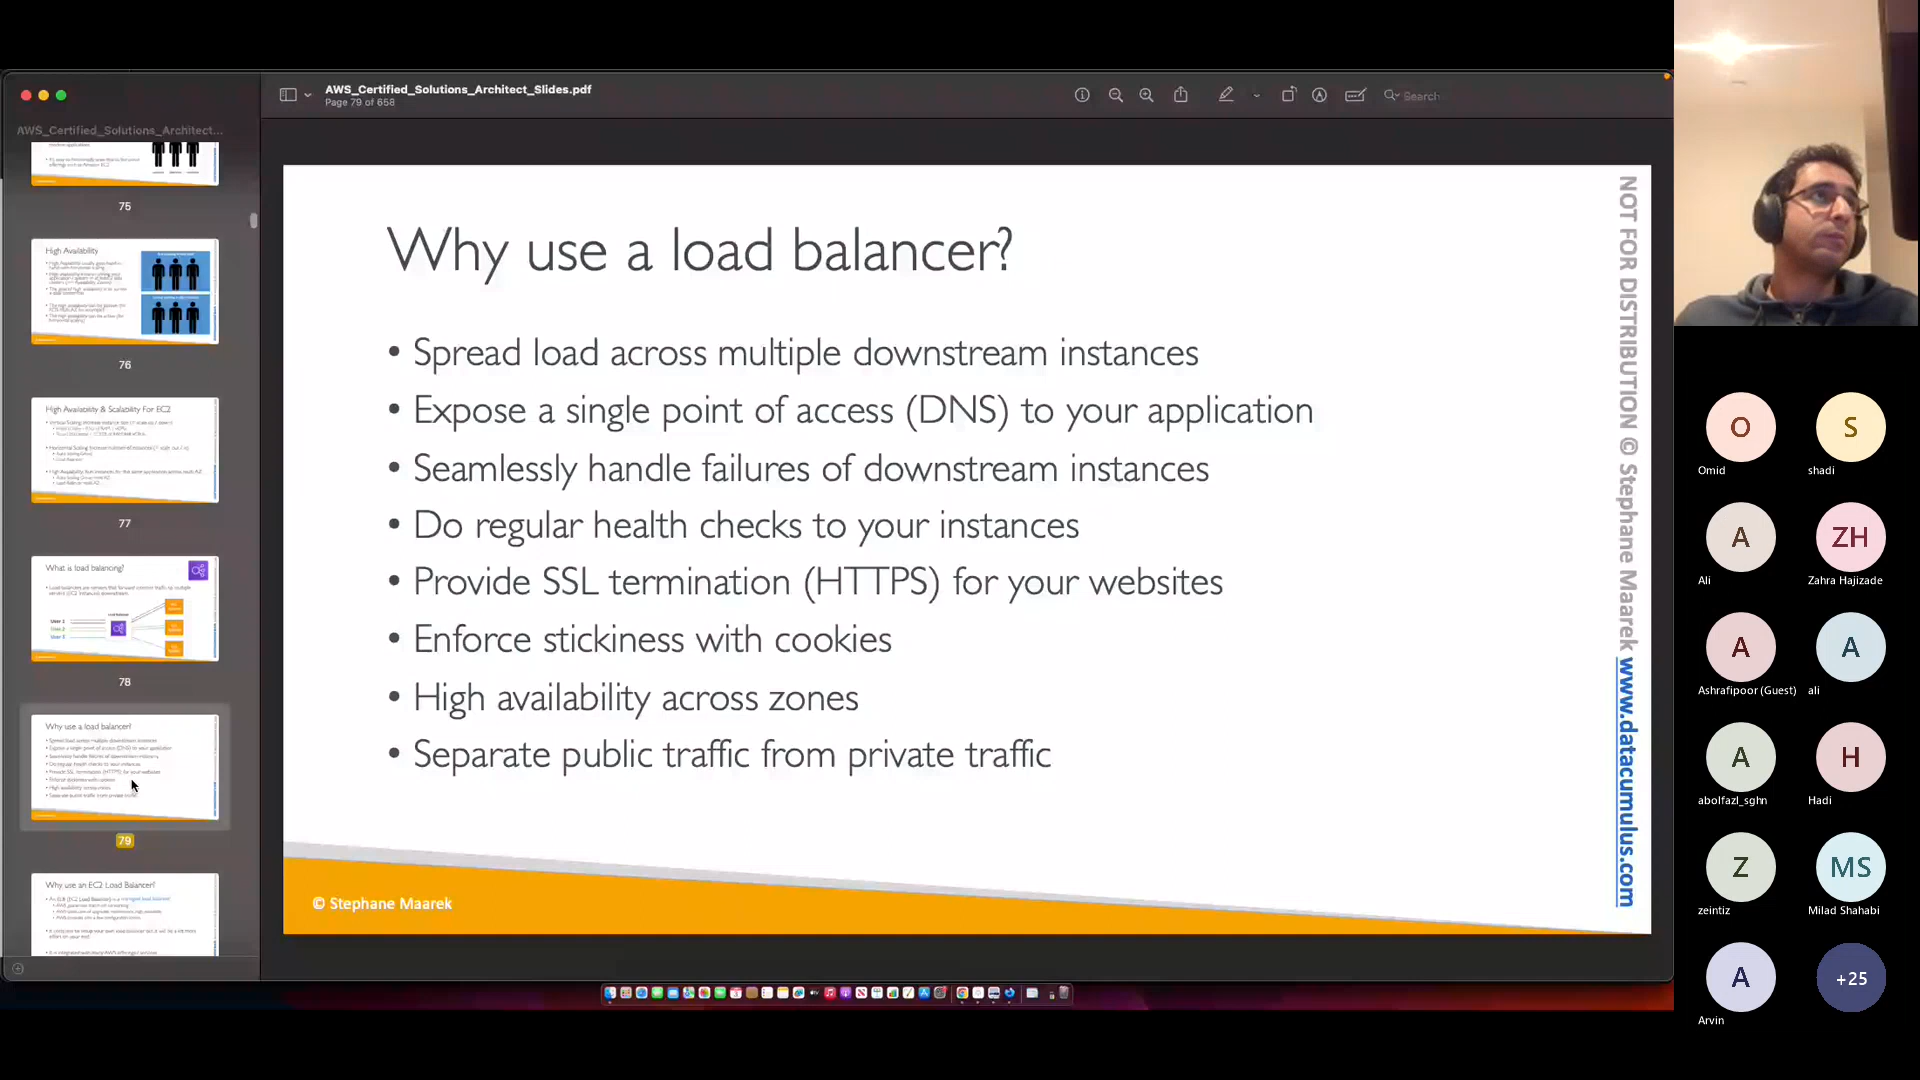 AWS_Certified_Solutions_Architect_Slides.pdf
Page 79 of 658
Search
AWS_Certified_Solutions_Architect...
75
High Availability
76
High Availability & Scalability For EC2
77
What is load balancing?
User 1
User 2
User 3
78
Why use a load balancer?
79
Why use an EC2 Load Balancer?
Why use a load balancer?
• Spread load across multiple downstream instances
• Expose a single point of access (DNS) to your application
• Seamlessly handle failures of downstream instances
• Do regular health checks to your instances
• Provide SSL termination (HTTPS) for your websites
• Enforce stickiness with cookies
• High availability across zones
• Separate public traffic from private traffic
© Stephane Maarek
NOT FOR DISTRIBUTION © Stephane Maarek www.datacumulus.com
O
Omid
S
shadi
A
Ali
ZH
Zahra Hajizade
A
Ashrafipoor (Guest)
A
ali
A
abolfazl_sghn
H
Hadi
Z
zeintiz
MS
Milad Shahabi
A
Arvin
+25